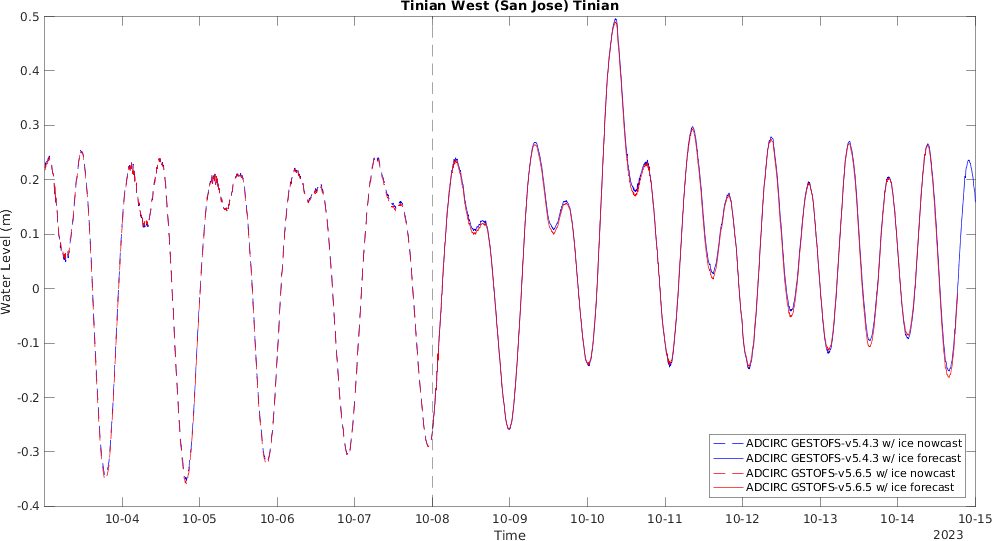 Tinian West (San Jose) Tinian
0.5
0.4
0.3
0.2
0.1
0
-0.1
-0.2
-0.3
-0.4
Water Level (m)
ADCIRC GESTOFS-v5.4.3 w/ ice nowcast
ADCIRC GESTOFS-v5.4.3 w/ ice forecast
ADCIRC GSTOFS-v5.6.5 w/ ice nowcast
ADCIRC GSTOFS-v5.6.5 w/ ice forecast
10-04 10-05 10-06 10-07 10-08 10-09 10-10 10-11 10-12 10-13 10-14 10-15
Time
2023